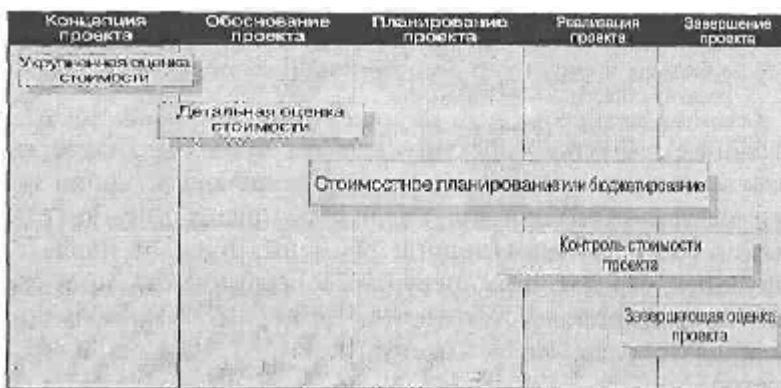 Концепция проекта
Обоснование проекта
Планирование проекта
Реализация проекта
Завершение проекта
Укрупненная оценка
стоимости
Детальная оценка
стоимости
Стоимостное планирование или бюджетирование
Контроль стоимости
проекта
Завершающая оценка
проекта